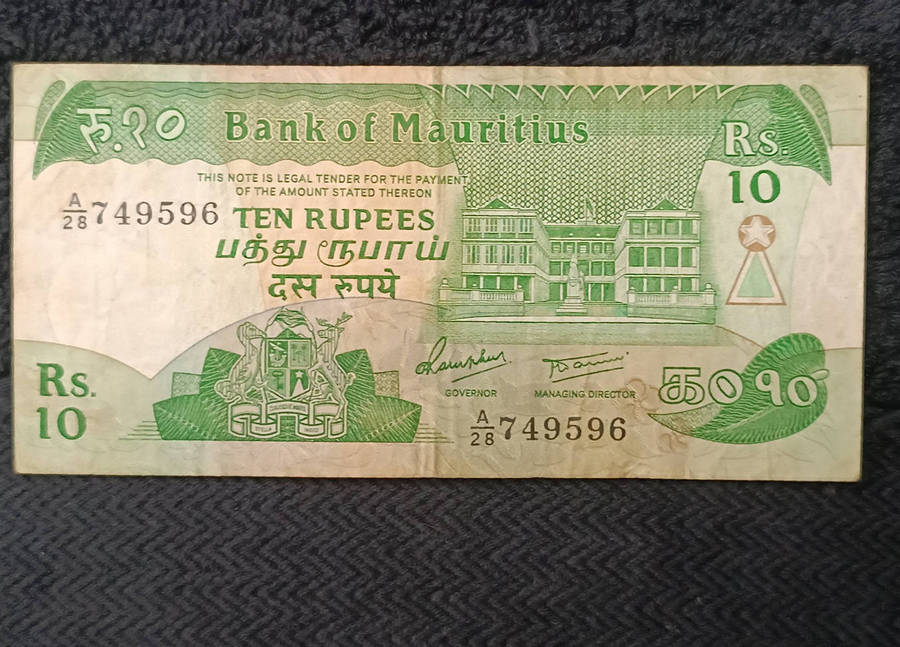 रु.१०
Bank of Mauritius
Rs.
10
THIS NOTE IS LEGAL TENDER FOR THE PAYMENT
OF THE AMOUNT STATED THEREON
A/28 749596
TEN RUPEES
பத்து ரூபாய்
दस रुपये
Rs.
10
GOVERNOR
MANAGING DIRECTOR
A/28 749596
௧௦ ૧૦